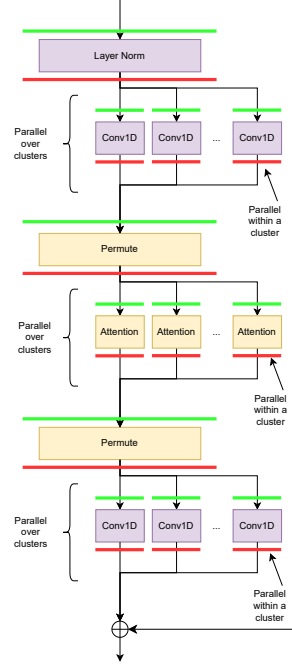 Layer Norm
Parallel
over
clusters
Conv1D Conv1D ... Conv1D
Parallel
within a
cluster
Permute
Parallel
over
clusters
Attention Attention ... Attention
Parallel
within a
cluster
Permute
Parallel
over
clusters
Conv1D Conv1D ... Conv1D
Parallel
within a
cluster